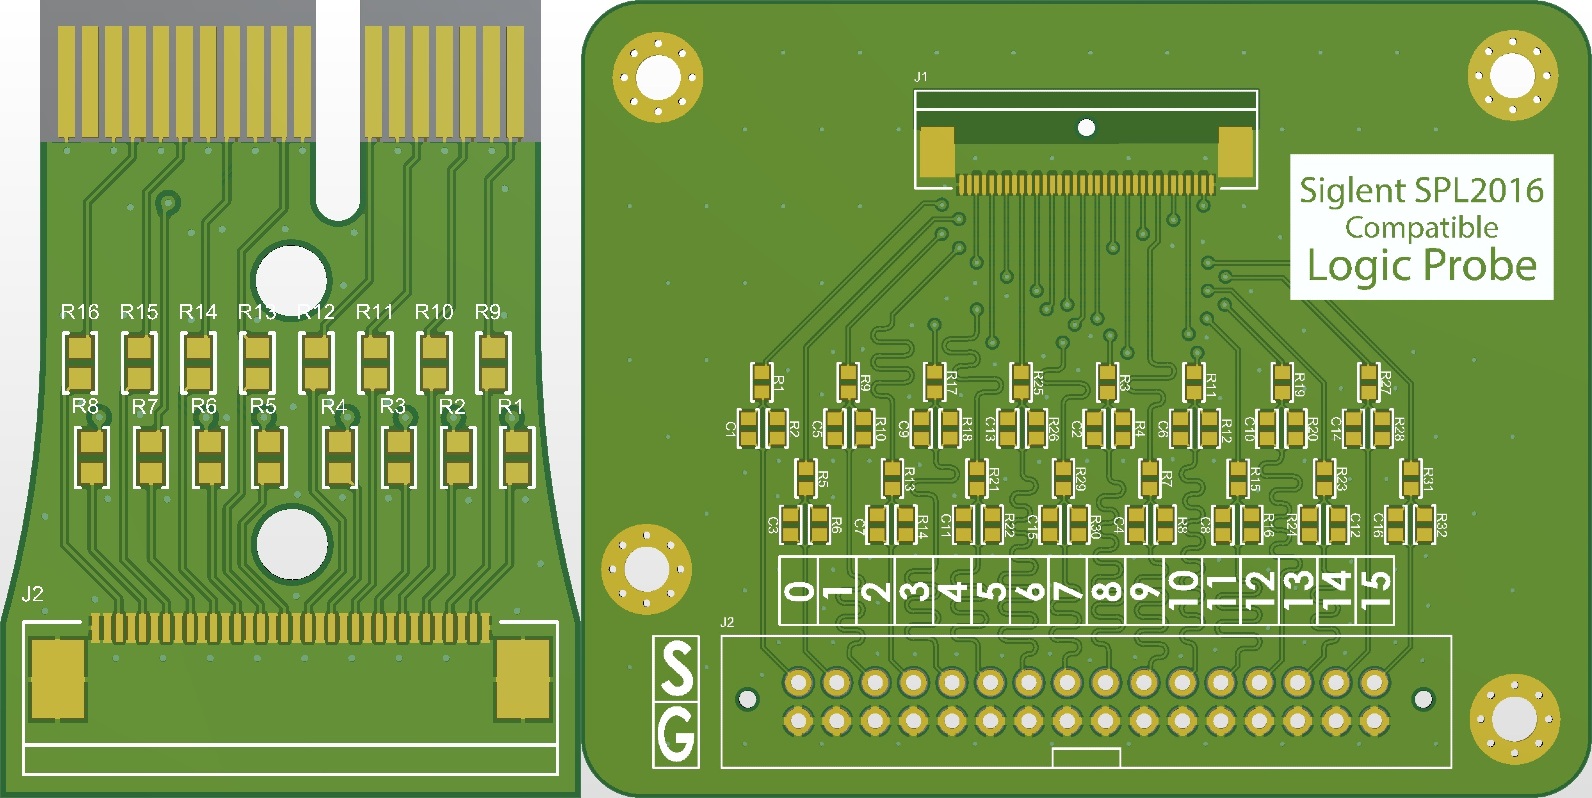 R16 R15 R14 R13 R12 R11 R10 R9
R8 R7 R6 R5 R4 R3 R2 R1
J2
J1
Siglent SPL2016
Compatible
Logic Probe
R1 R9 R17 R25 R3 R11 R19 R27
C1 R2 C5 R10 C9 R18 C13 R26 C2 R4 C6 R12 C10 R20 C14 R28
R5 R13 R21 R29 R7 R15 R23 R31
C3 R6 C7 R14 C11 R22 C15 R30 C4 R8 C8 R16 R24 C12 C16 R32
0 1 2 3 4 5 6 7 8 9 10 11 12 13 14 15
J2
S
G